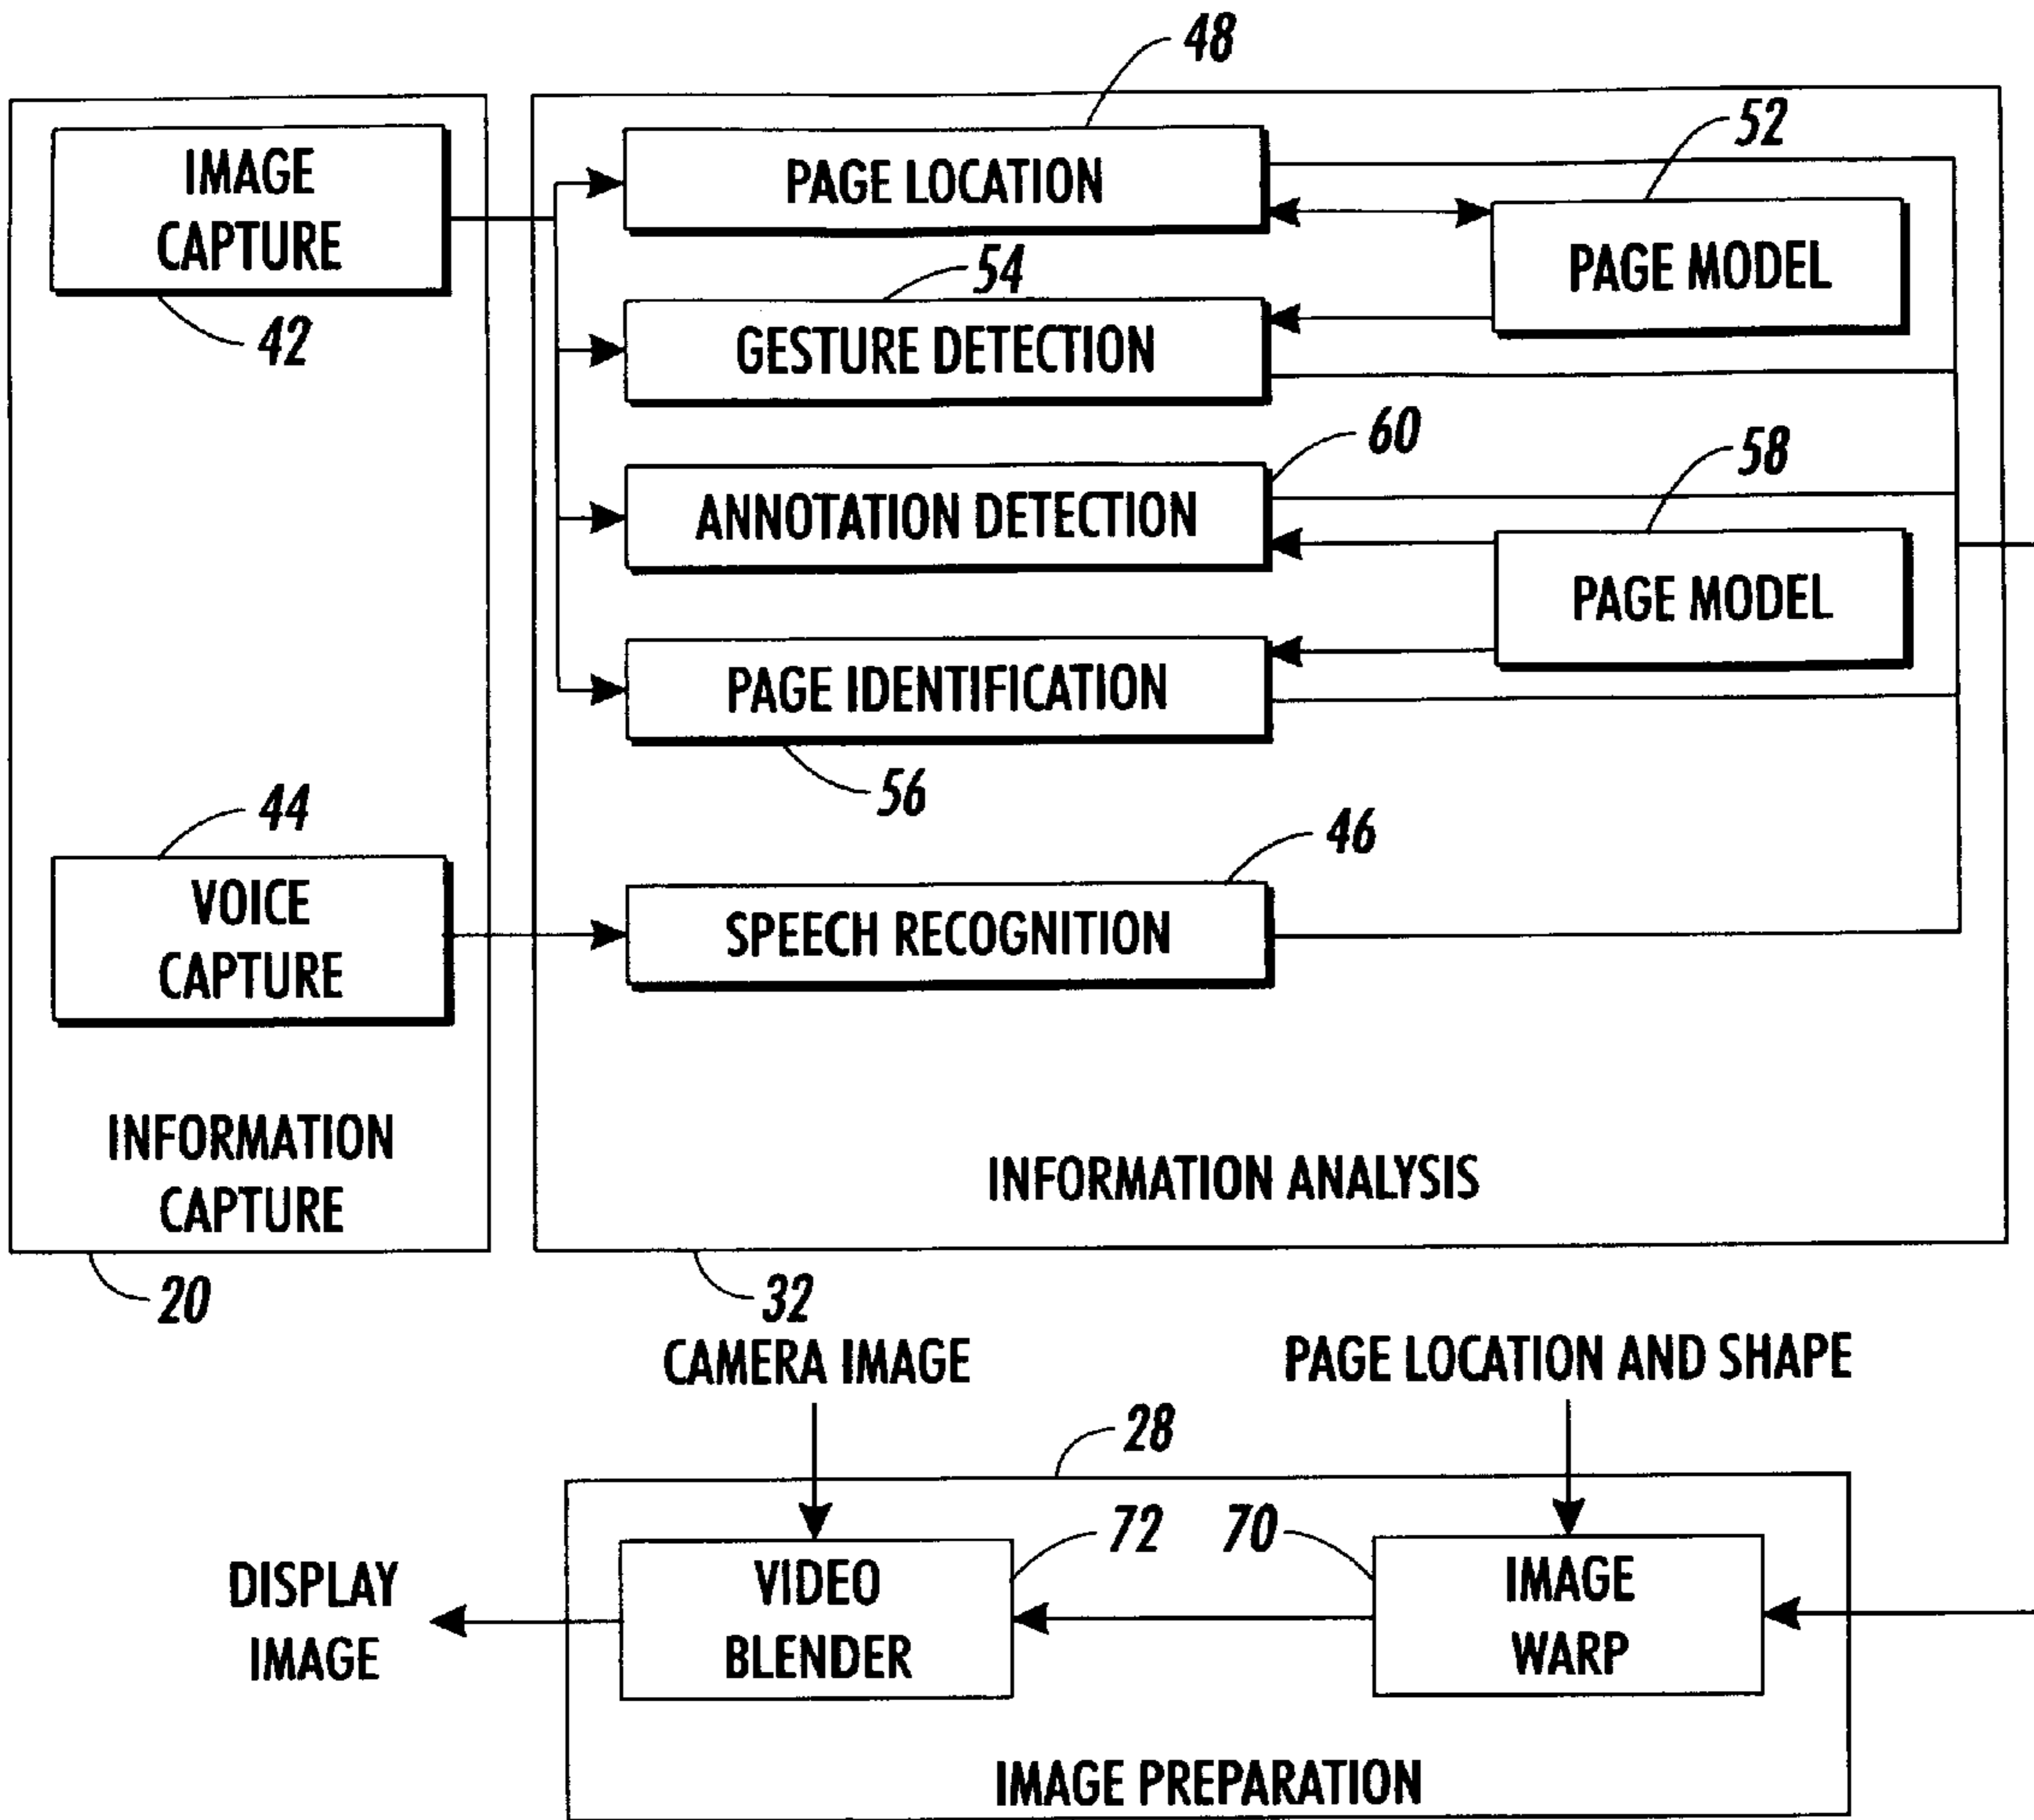 48
52
IMAGE
CAPTURE
PAGE LOCATION
PAGE MODEL
54
42
GESTURE DETECTION
60
58
ANNOTATION DETECTION
PAGE MODEL
PAGE IDENTIFICATION
56
44
46
VOICE
CAPTURE
SPEECH RECOGNITION
INFORMATION
CAPTURE
INFORMATION ANALYSIS
20
32
CAMERA IMAGE
PAGE LOCATION AND SHAPE
28
72
70
DISPLAY
IMAGE
VIDEO
BLENDER
IMAGE
WARP
IMAGE PREPARATION